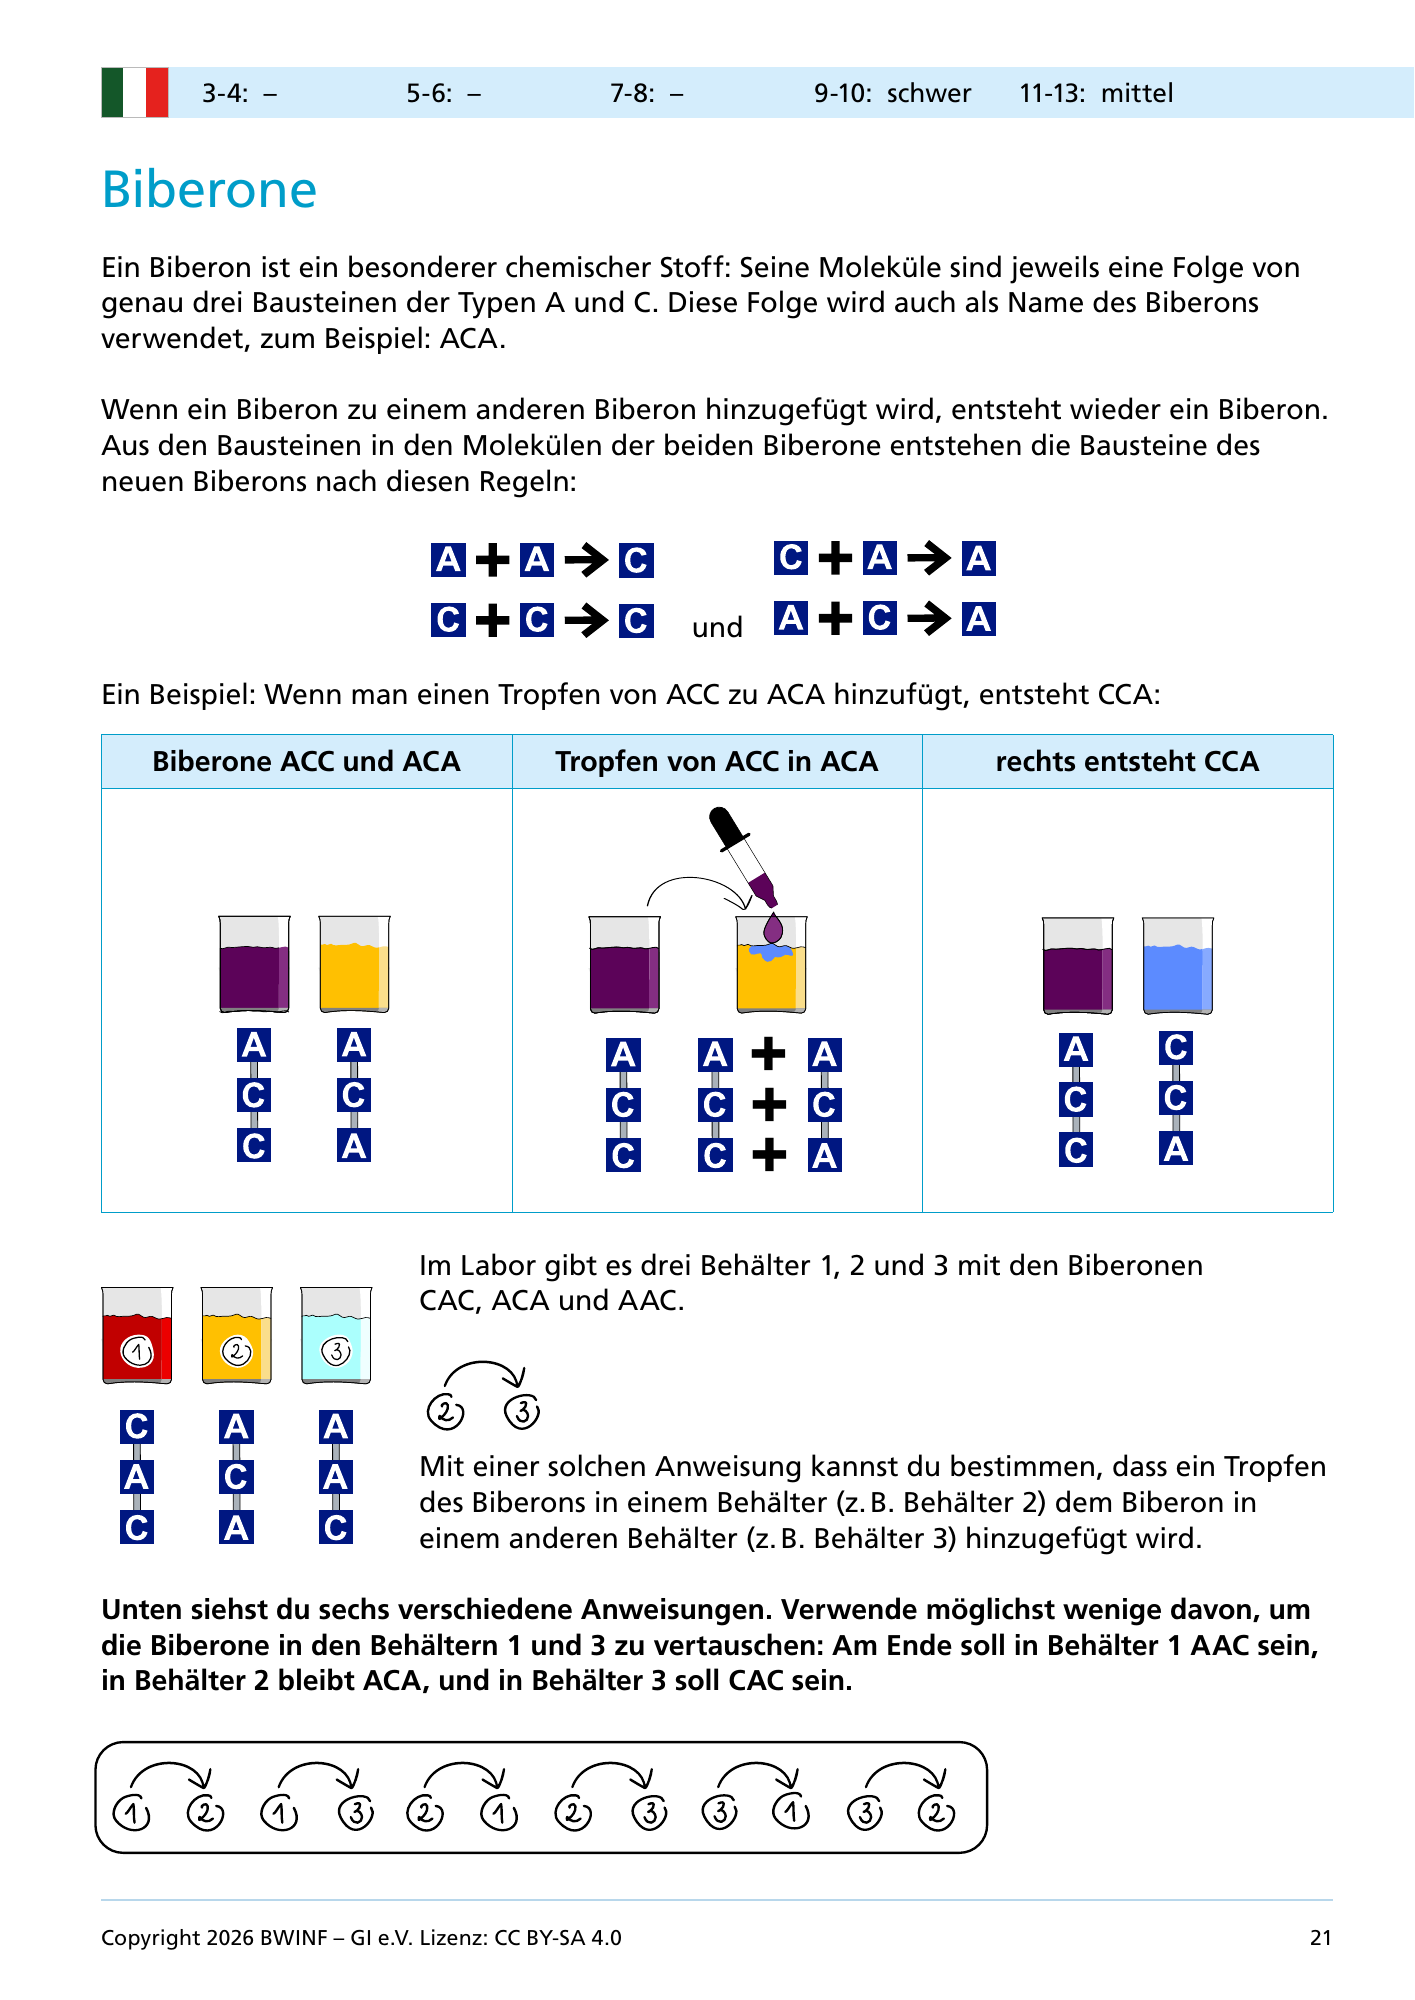 3-4: –   5-6: –   7-8: –   9-10: schwer   11-13: mittel
Biberone
Ein Biberon ist ein besonderer chemischer Stoff: Seine Moleküle sind jeweils eine Folge von
genau drei Bausteinen der Typen A und C. Diese Folge wird auch als Name des Biberons
verwendet, zum Beispiel: ACA.
Wenn ein Biberon zu einem anderen Biberon hinzugefügt wird, entsteht wieder ein Biberon.
Aus den Bausteinen in den Molekülen der beiden Biberone entstehen die Bausteine des
neuen Biberons nach diesen Regeln:
A + A → C   C + A → A
C + C → C   und   A + C → A
Ein Beispiel: Wenn man einen Tropfen von ACC zu ACA hinzufügt, entsteht CCA:
Biberone ACC und ACA   Tropfen von ACC in ACA   rechts entsteht CCA
A A   A A + A   A C
C C   C C + C   C C
C A   C C + A   C A
Im Labor gibt es drei Behälter 1, 2 und 3 mit den Biberonen
CAC, ACA und AAC.
1 2 3
2 3
C A A
A C A
C A C
Mit einer solchen Anweisung kannst du bestimmen, dass ein Tropfen
des Biberons in einem Behälter (z. B. Behälter 2) dem Biberon in
einem anderen Behälter (z. B. Behälter 3) hinzugefügt wird.
Unten siehst du sechs verschiedene Anweisungen. Verwende möglichst wenige davon, um
die Biberone in den Behältern 1 und 3 zu vertauschen: Am Ende soll in Behälter 1 AAC sein,
in Behälter 2 bleibt ACA, und in Behälter 3 soll CAC sein.
1 2   1 3   2 1   2 3   3 1   3 2
Copyright 2026 BWINF – GI e.V. Lizenz: CC BY-SA 4.0   21